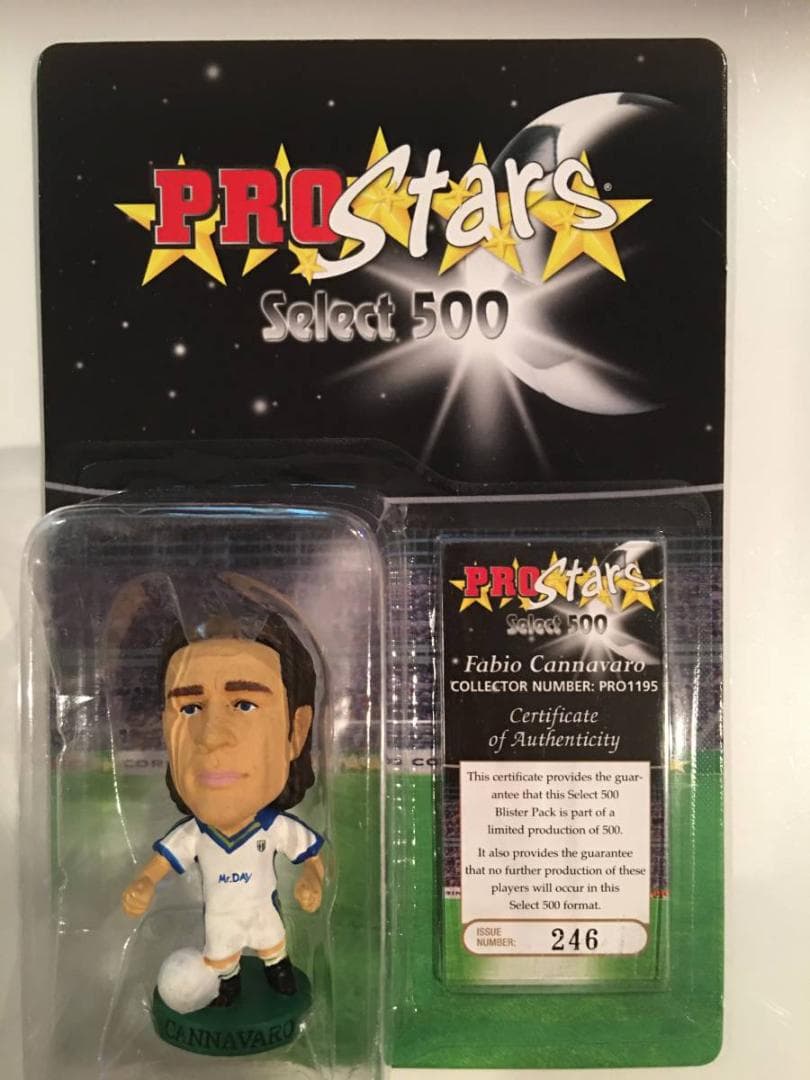 PROStars®
Select 500
PROStars
Select 500
Fabio Cannavaro
COLLECTOR NUMBER: PRO1195
Certificate
of Authenticity
This certificate provides the guar-
antee that this Select 500
Blister Pack is part of a
limited production of 500.
It also provides the guarantee
that no further production of these
players will occur in this
Select 500 format.
ISSUE
NUMBER: 246
Mr.DAY
CANNAVARO